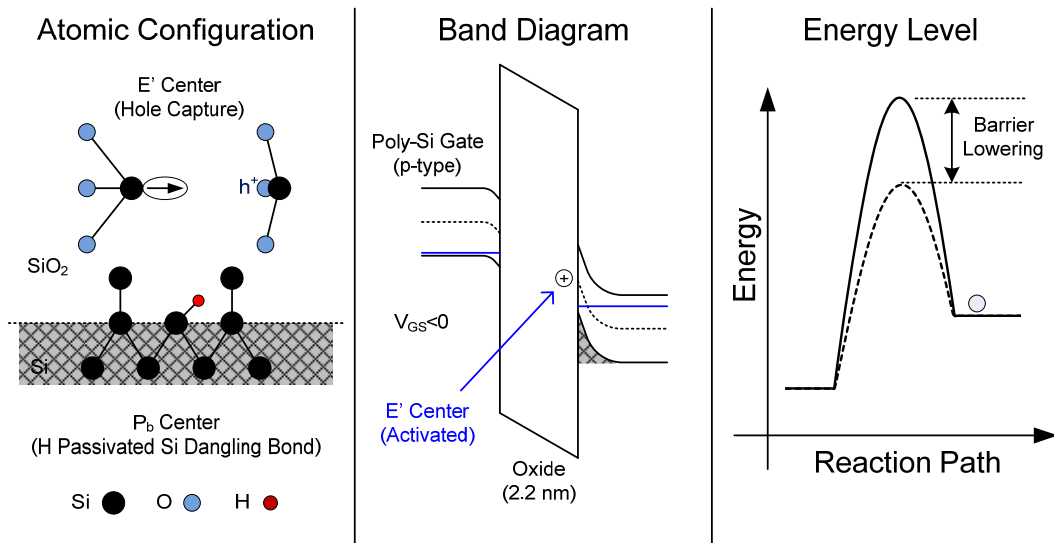 Atomic Configuration
E' Center
(Hole Capture)
h+
SiO2
Si
Pb Center
(H Passivated Si Dangling Bond)
Si O H
Band Diagram
Poly-Si Gate
(p-type)
VGS<0
E' Center
(Activated)
+
Oxide
(2.2 nm)
Energy Level
Barrier
Lowering
Energy
Reaction Path